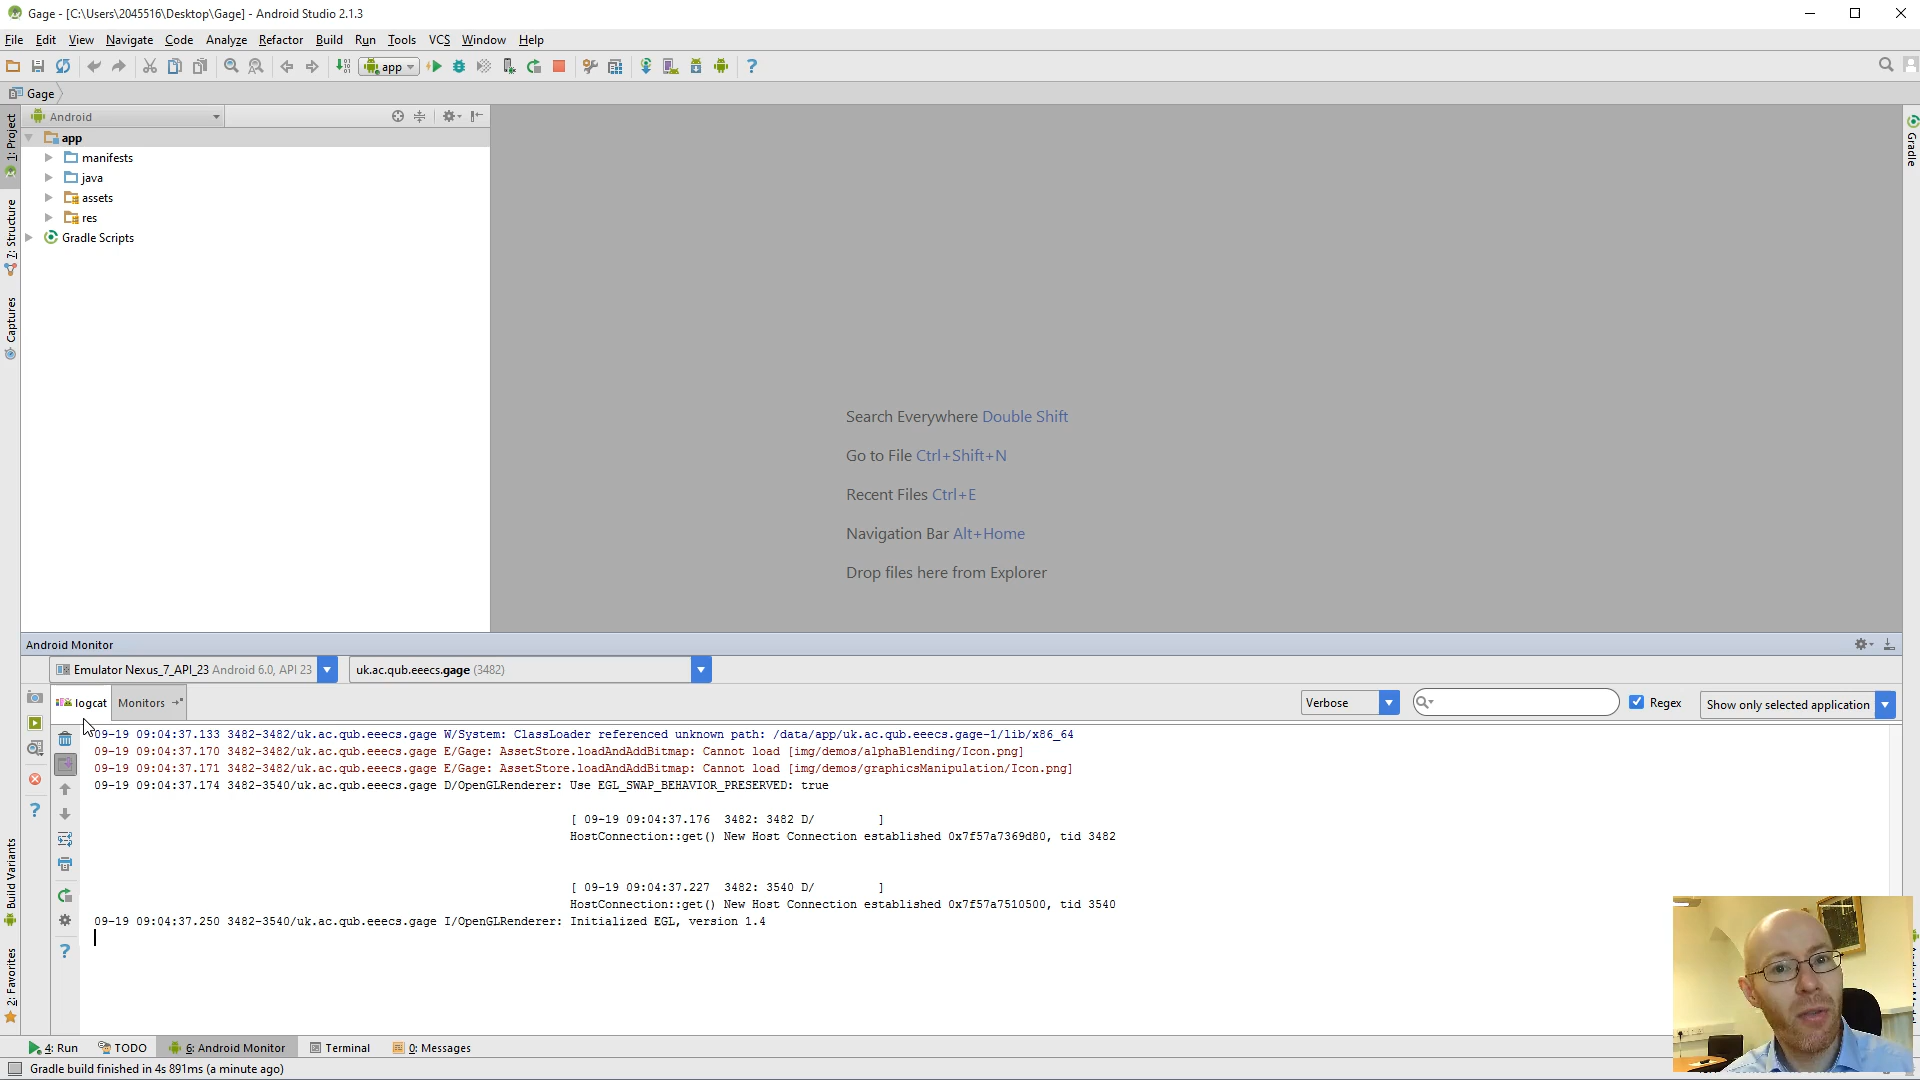 Gage - [C:\Users\2045516\Desktop\Gage] - Android Studio 2.1.3
File Edit View Navigate Code Analyze Refactor Build Run Tools VCS Window Help
app
Gage
Android
1: Project
app
manifests
java
assets
res
Gradle Scripts
7: Structure
Captures
Build Variants
2: Favorites
Gradle
Search Everywhere Double Shift
Go to File Ctrl+Shift+N
Recent Files Ctrl+E
Navigation Bar Alt+Home
Drop files here from Explorer
Android Monitor
Emulator Nexus_7_API_23 Android 6.0, API 23
uk.ac.qub.eeecs.gage (3482)
logcat Monitors
Verbose
Regex
Show only selected application
09-19 09:04:37.133 3482-3482/uk.ac.qub.eeecs.gage W/System: ClassLoader referenced unknown path: /data/app/uk.ac.qub.eeecs.gage-1/lib/x86_64
09-19 09:04:37.170 3482-3482/uk.ac.qub.eeecs.gage E/Gage: AssetStore.loadAndAddBitmap: Cannot load [img/demos/alphaBlending/Icon.png]
09-19 09:04:37.171 3482-3482/uk.ac.qub.eeecs.gage E/Gage: AssetStore.loadAndAddBitmap: Cannot load [img/demos/graphicsManipulation/Icon.png]
09-19 09:04:37.174 3482-3540/uk.ac.qub.eeecs.gage D/OpenGLRenderer: Use EGL_SWAP_BEHAVIOR_PRESERVED: true
[ 09-19 09:04:37.176 3482: 3482 D/ ]
HostConnection::get() New Host Connection established 0x7f57a7369d80, tid 3482
[ 09-19 09:04:37.227 3482: 3540 D/ ]
HostConnection::get() New Host Connection established 0x7f57a7510500, tid 3540
09-19 09:04:37.250 3482-3540/uk.ac.qub.eeecs.gage I/OpenGLRenderer: Initialized EGL, version 1.4
4: Run TODO 6: Android Monitor Terminal 0: Messages
Gradle build finished in 4s 891ms (a minute ago)